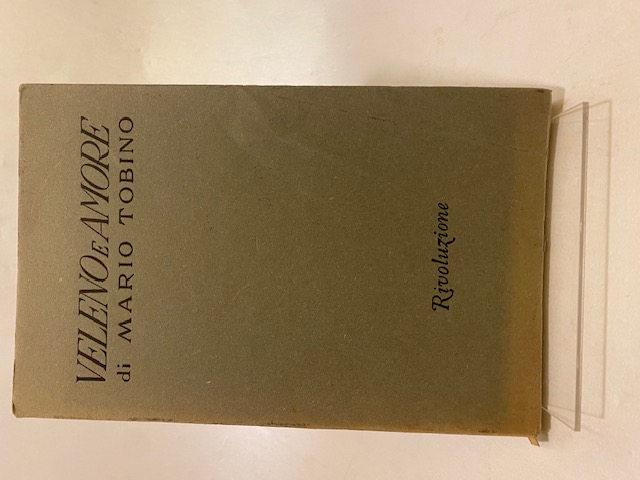 VELENO E AMORE
di MARIO TOBINO
Rivoluzione